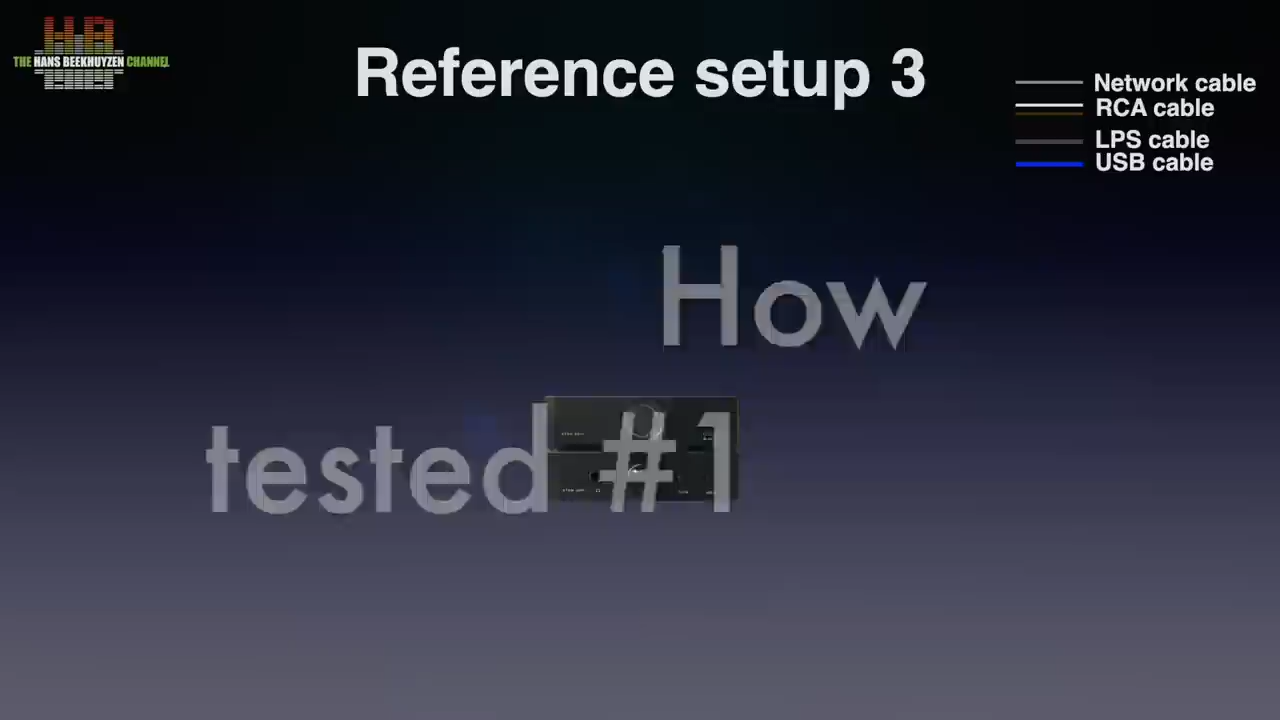 THE HANS BEEKHUYZEN CHANNEL
Reference setup 3
Network cable
RCA cable
LPS cable
USB cable
How
tested #1